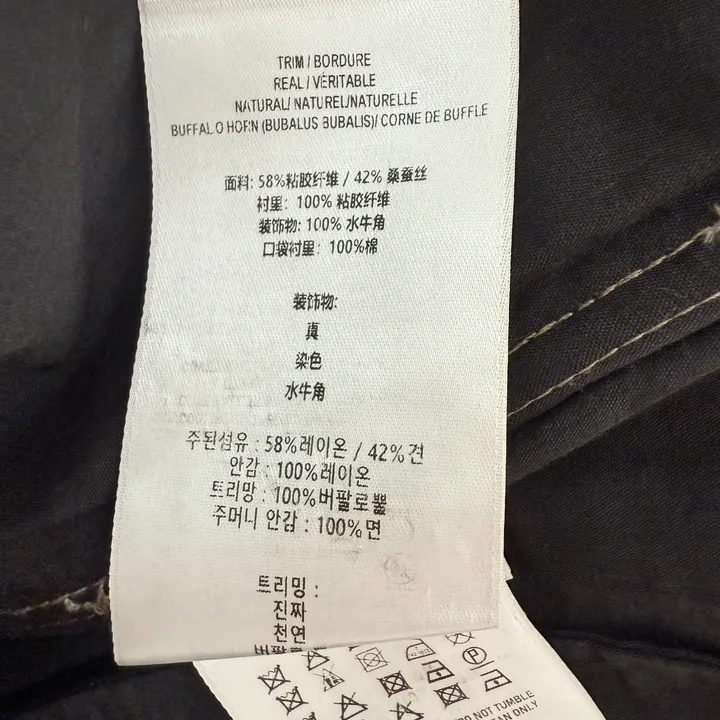 TRIM / BORDURE
REAL / VÉRITABLE
NATURAL/ NATUREL/NATURELLE
BUFFALO HORN (BUBALUS BUBALIS)/ CORNE DE BUFFLE
面料: 58%粘胶纤维 / 42% 桑蚕丝
衬里: 100% 粘胶纤维
装饰物: 100% 水牛角
口袋衬里: 100%棉
装饰物:
真
染色
水牛角
주된섬유 : 58%레이온 / 42%견
안감 : 100%레이온
트리망 : 100%버팔로뿔
주머니 안감 : 100%면
트리밍 :
진짜
천연
DO NOT TUMBLE
CAN ONLY